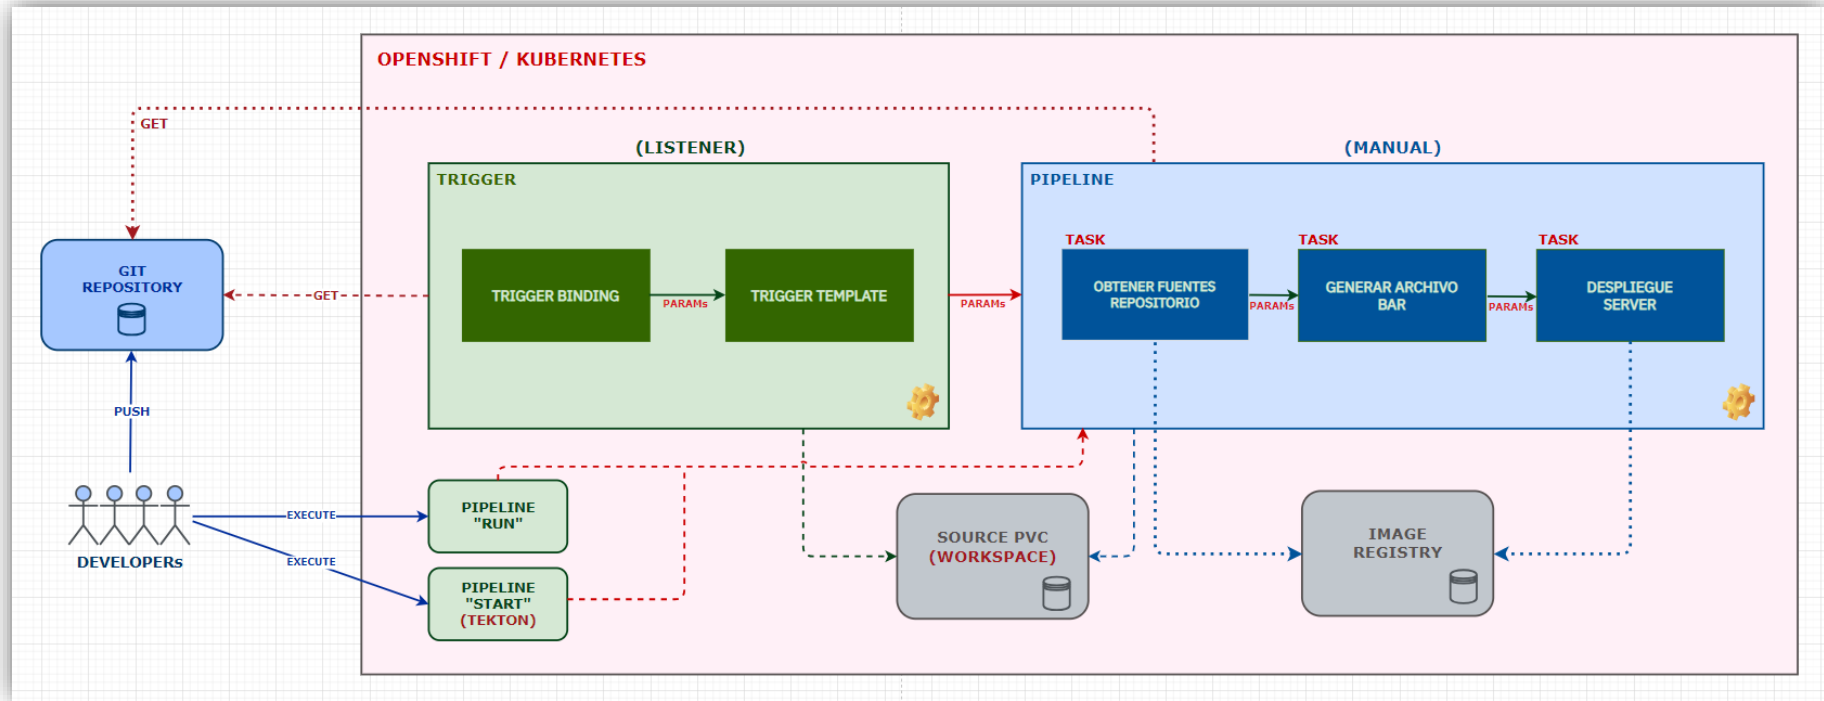 OPENSHIFT / KUBERNETES
GET
(LISTENER)
(MANUAL)
TRIGGER
PIPELINE
TASK
TASK
TASK
GIT
REPOSITORY
GET
TRIGGER BINDING
PARAMs
TRIGGER TEMPLATE
PARAMs
OBTENER FUENTES
REPOSITORIO
PARAMs
GENERAR ARCHIVO
BAR
PARAMs
DESPLIEGUE
SERVER
PUSH
DEVELOPERs
EXECUTE
EXECUTE
PIPELINE
"RUN"
PIPELINE
"START"
(TEKTON)
SOURCE PVC
(WORKSPACE)
IMAGE
REGISTRY